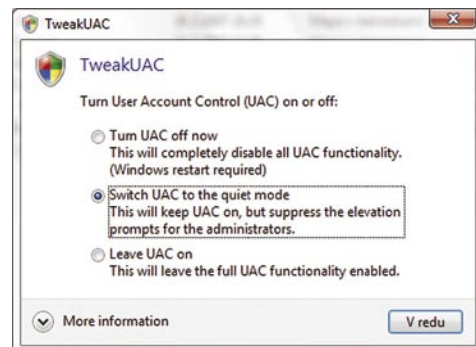 TweakUAC
TweakUAC
Turn User Account Control (UAC) on or off:
Turn UAC off now
This will completely disable all UAC functionality.
(Windows restart required)
Switch UAC to the quiet mode
This will keep UAC on, but suppress the elevation
prompts for the administrators.
Leave UAC on
This will leave the full UAC functionality enabled.
More information
V redu